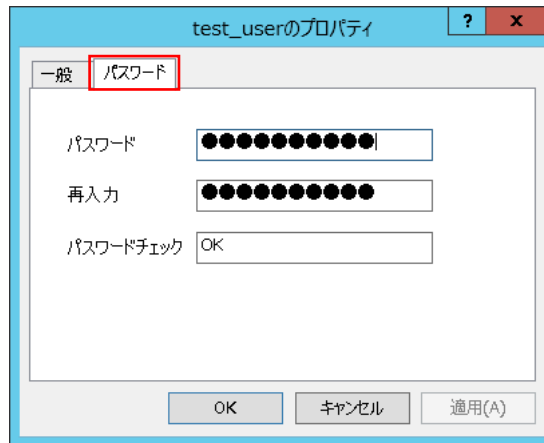 test_userのプロパティ ? x
一般 パスワード
パスワード ●●●●●●●●●●
再入力 ●●●●●●●●●●
パスワードチェック OK
OK キャンセル 適用(A)